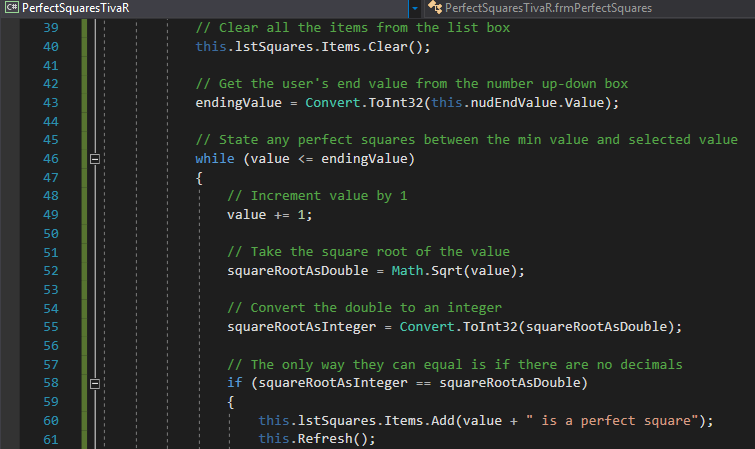 C# PerfectSquaresTivaR
PerfectSquaresTivaR.frmPerfectSquares
39 // Clear all the items from the list box
40 this.lstSquares.Items.Clear();
41
42 // Get the user's end value from the number up-down box
43 endingValue = Convert.ToInt32(this.nudEndValue.Value);
44
45 // State any perfect squares between the min value and selected value
46 while (value <= endingValue)
47 {
48 // Increment value by 1
49 value += 1;
50
51 // Take the square root of the value
52 squareRootAsDouble = Math.Sqrt(value);
53
54 // Convert the double to an integer
55 squareRootAsInteger = Convert.ToInt32(squareRootAsDouble);
56
57 // The only way they can equal is if there are no decimals
58 if (squareRootAsInteger == squareRootAsDouble)
59 {
60 this.lstSquares.Items.Add(value + " is a perfect square");
61 this.Refresh();